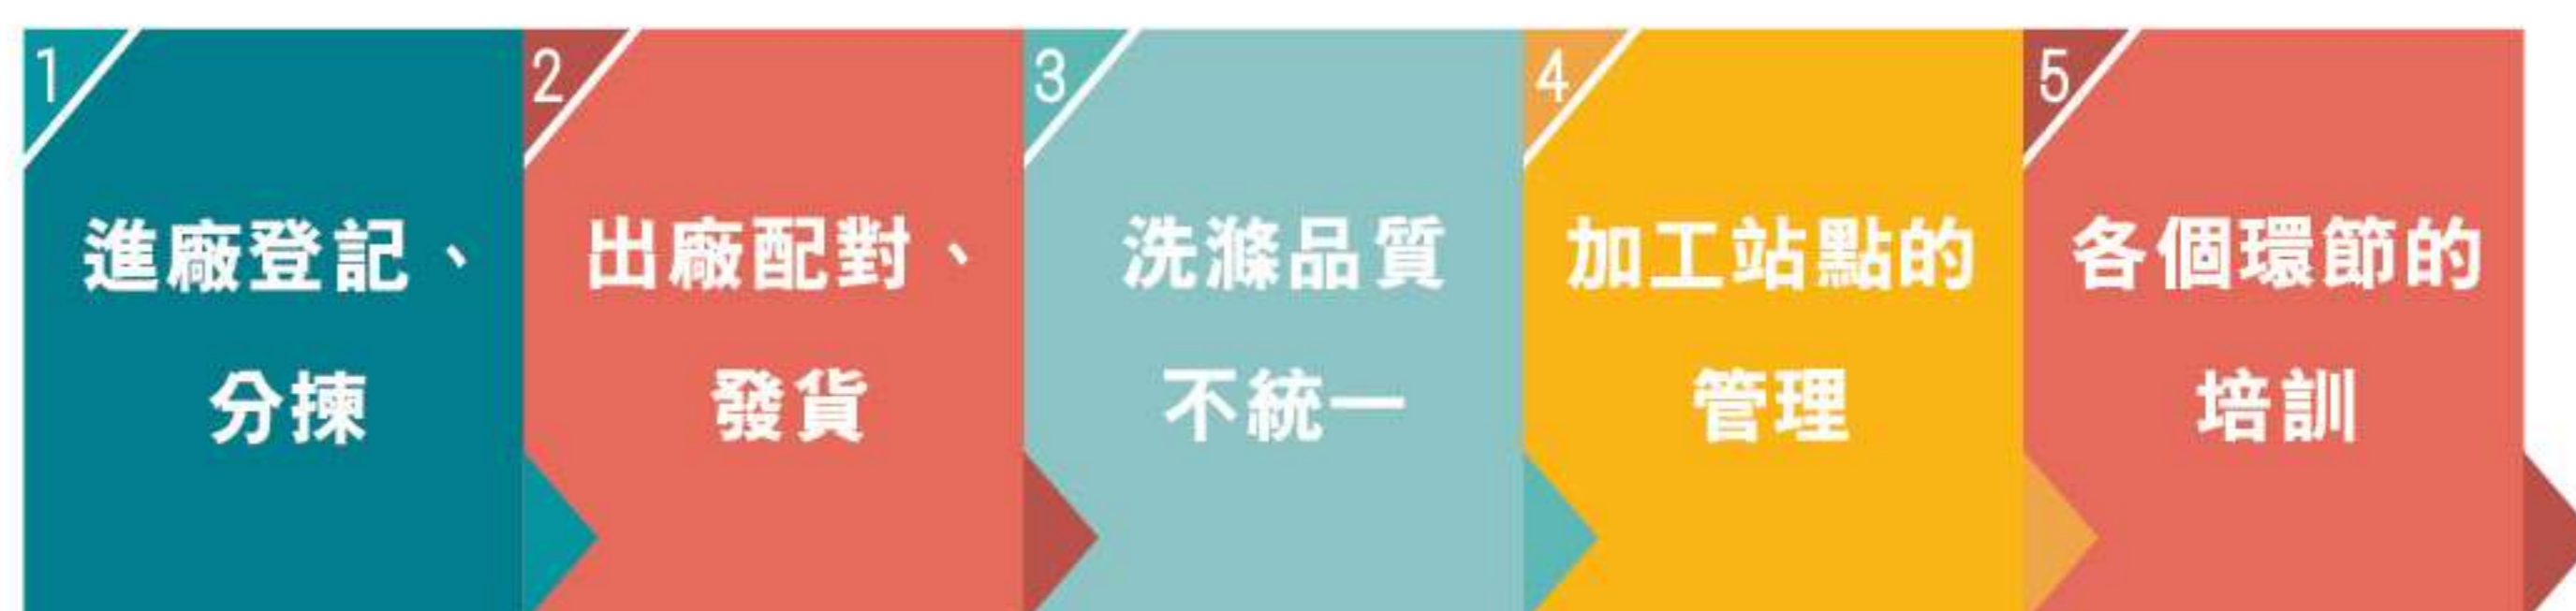 1
進廠登記、
分揀
2
出廠配對、
發貨
3
洗滌品質
不統一
4
加工站點的
管理
5
各個環節的
培訓